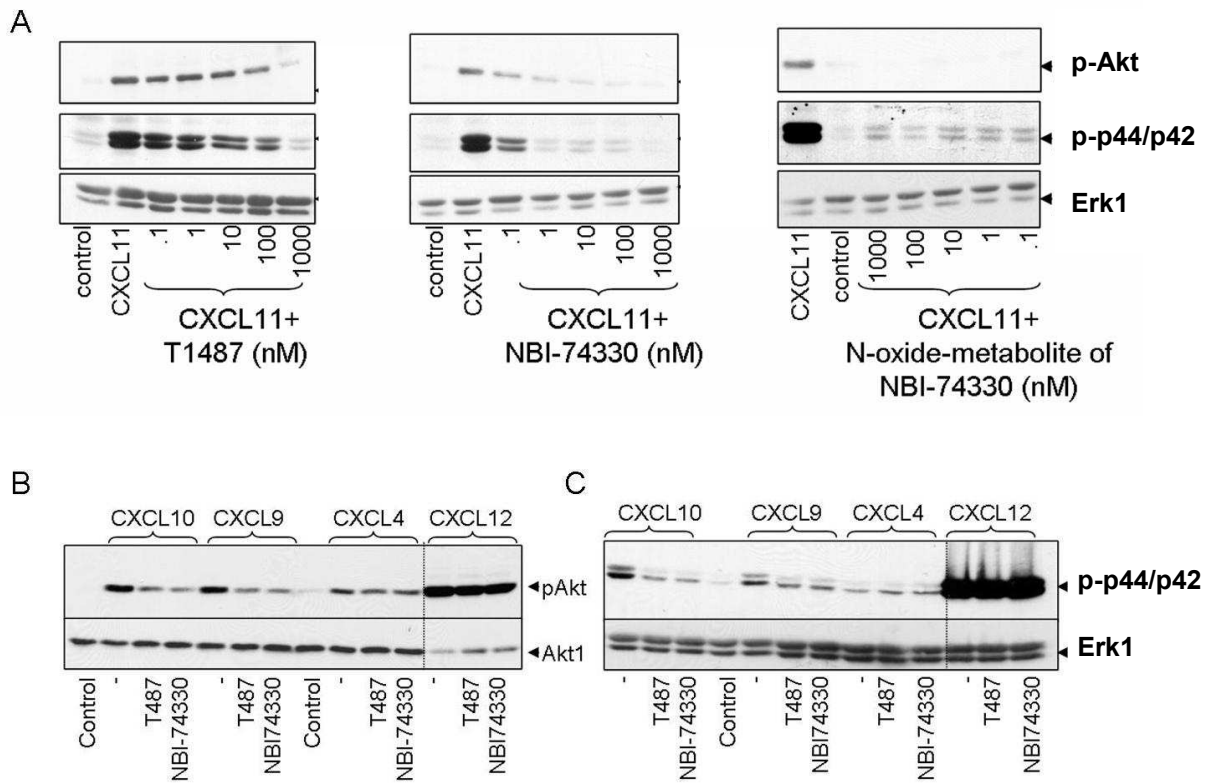 A
p-Akt
p-p44/p42
Erk1
control
CXCL11
.1
1
10
100
1000
CXCL11+
T1487 (nM)
control
CXCL11
.1
1
10
100
1000
CXCL11+
NBI-74330 (nM)
CXCL11
control
1000
100
10
1
.1
CXCL11+
N-oxide-metabolite of
NBI-74330 (nM)
B
CXCL10 CXCL9 CXCL4 CXCL12
pAkt
Akt1
Control
-
T487
NBI-74330
-
T487
NBI74330
Control
-
T487
NBI-74330
-
T487
NBI74330
C
CXCL10 CXCL9 CXCL4 CXCL12
p-p44/p42
Erk1
-
T487
NBI-74330
Control
-
T487
NBI74330
-
T487
NBI-74330
-
T487
NBI74330